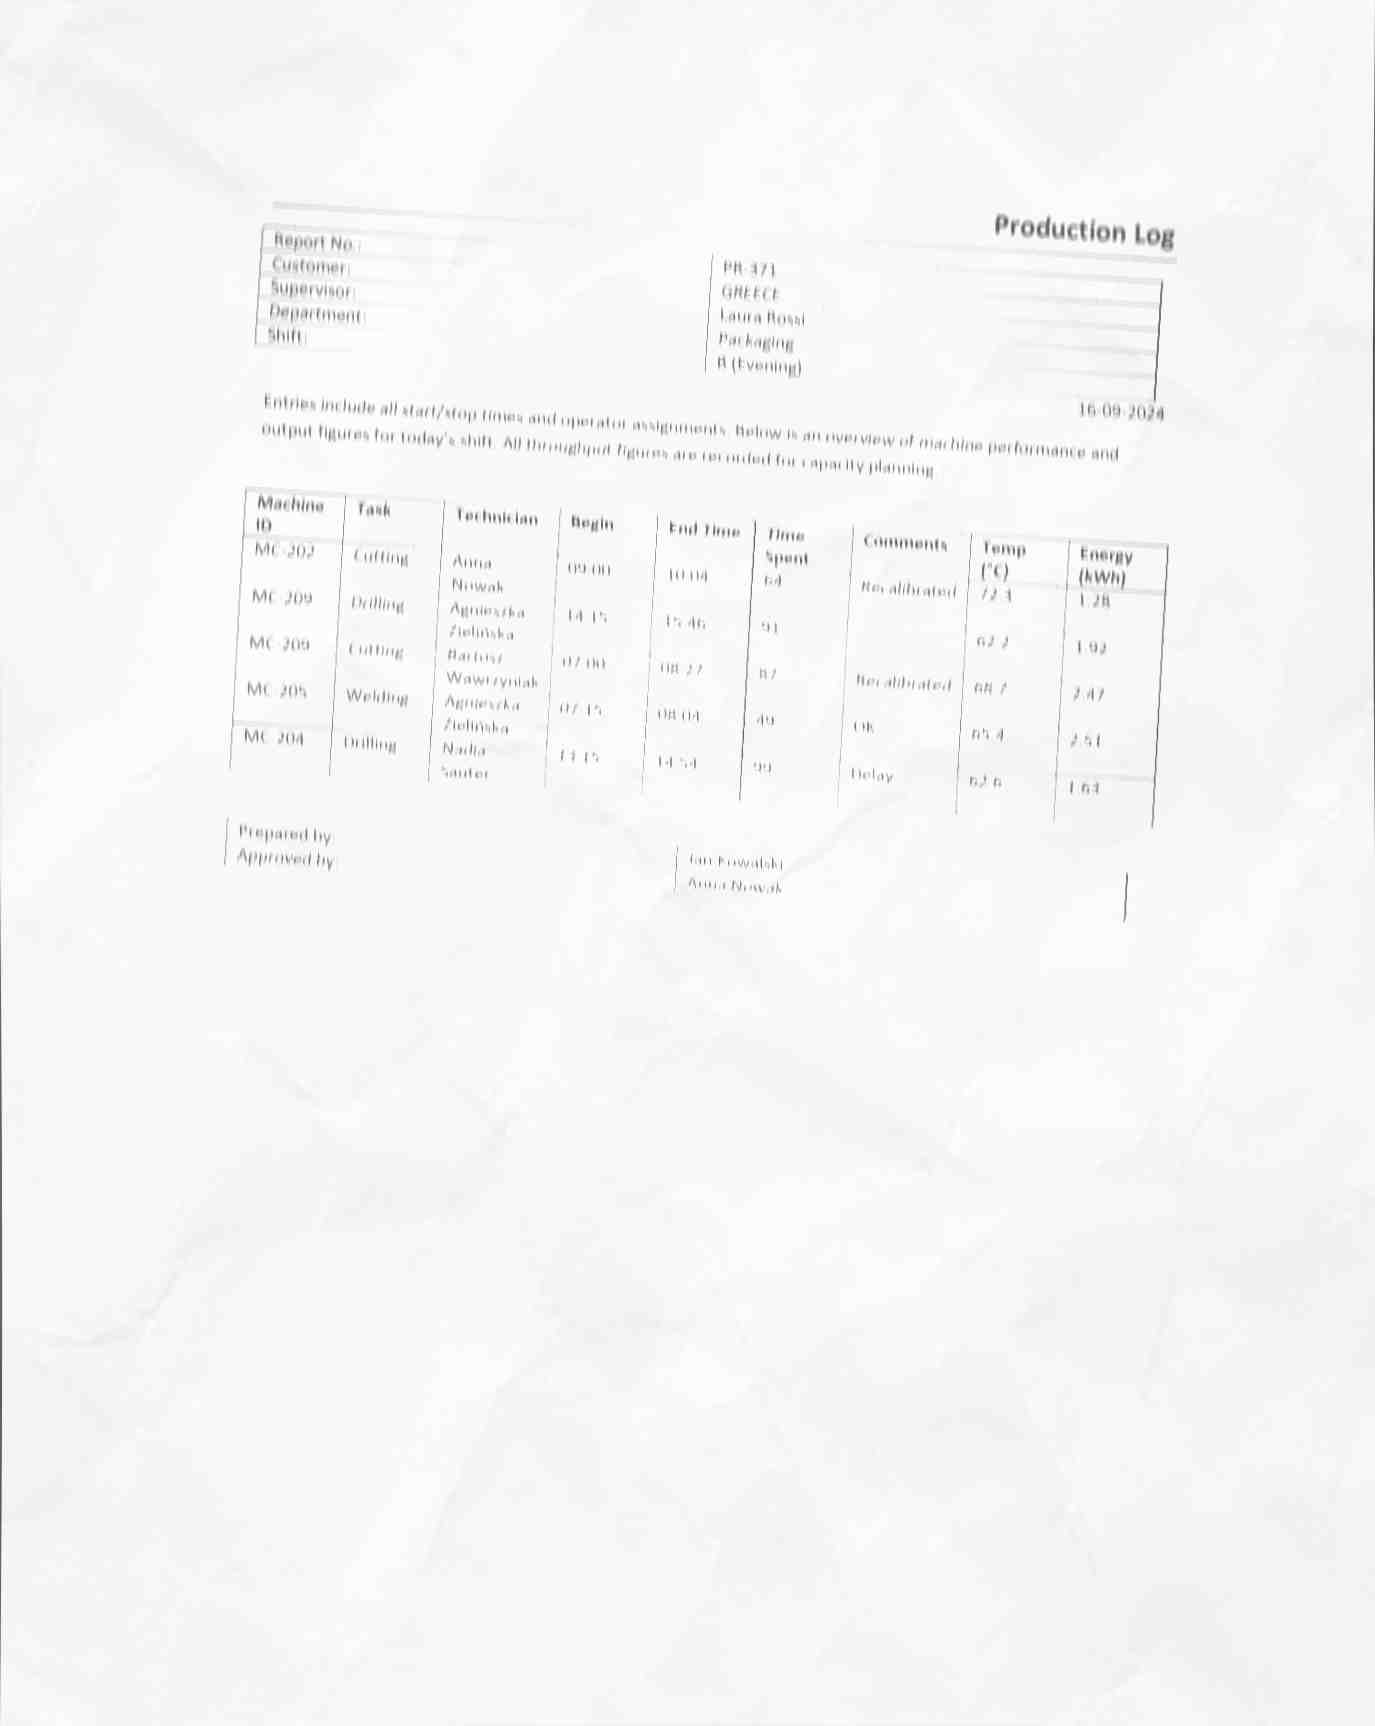 Production Log
Report No.: PR-371
Customer: GREECE
Supervisor: Laura Rossi
Department: Packaging
Shift: B (Evening)
16-09-2024
Entries include all start/stop times and operator assignments. Below is an overview of machine performance and
output figures for today's shift. All throughput figures are recorded for capacity planning.
Machine ID Task Technician Begin End Time Time Spent Comments Temp (°C) Energy (kWh)
MC-202 Cutting Anna Nowak 09:00 10:04 64 Recalibrated 72.3 1.28
MC-209 Drilling Agnieszka Zielińska 14:15 15:46 91 62.2 1.92
MC-209 Cutting Bartosz Wawrzyniak 07:00 08:27 87 Recalibrated 68.7 2.47
MC-205 Welding Agnieszka Zielińska 07:15 08:04 49 OK 65.4 2.51
MC-204 Drilling Nadia Sauter 13:15 14:54 99 Delay 62.6 1.63
Prepared by: Jan Kowalski
Approved by: Anna Nowak